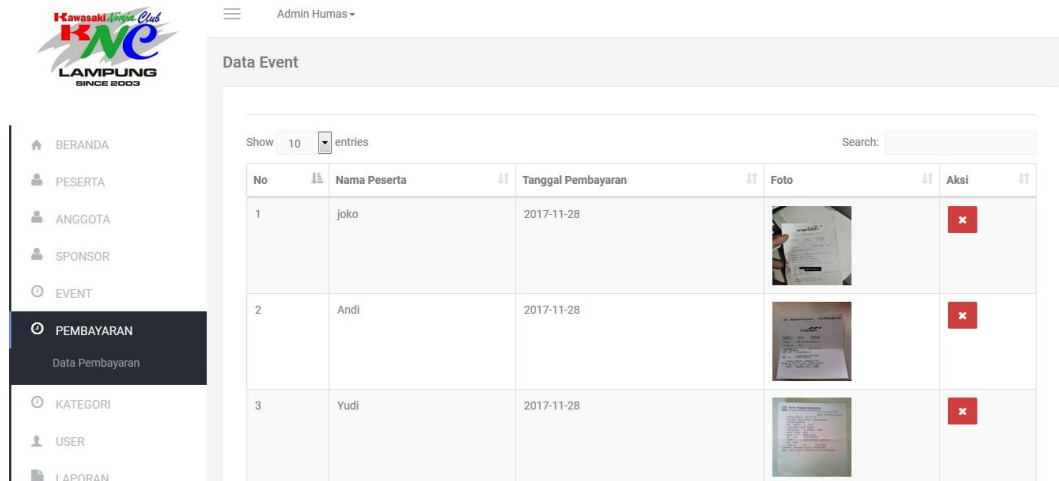 Kawasaki Ninja Club
KNC
LAMPUNG
SINCE 2003
BERANDA
PESERTA
ANGGOTA
SPONSOR
EVENT
PEMBAYARAN
Data Pembayaran
KATEGORI
USER
LAPORAN
Admin Humas
Data Event
Show 10 entries
Search:
No Nama Peserta Tanggal Pembayaran Foto Aksi
1 joko 2017-11-28
mandiri
2 Andi 2017-11-28
3 Yudi 2017-11-28